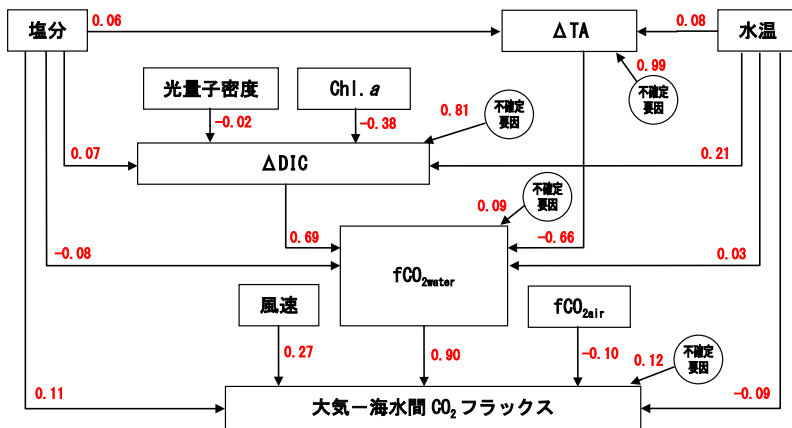 塩分
0.06
ΔTA
0.08
水温
0.99
不確定
要因
光量子密度
Chl.a
-0.02
-0.38
0.81
不確定
要因
0.07
ΔDIC
0.21
0.09
不確定
要因
0.69
-0.66
-0.08
fCO2water
0.03
風速
fCO2air
0.27
0.90
-0.10
0.12
不確定
要因
0.11
大気－海水間 CO2 フラックス
-0.09